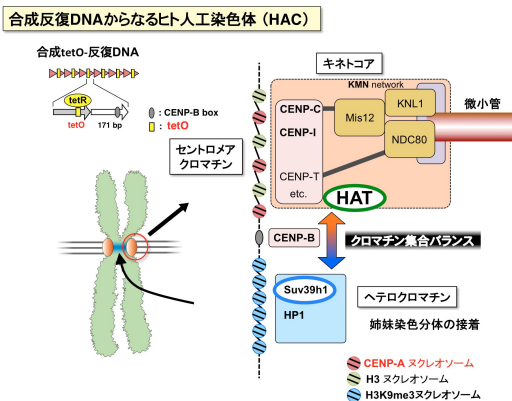 合成反復DNAからなるヒト人工染色体（HAC）
合成tetO-反復DNA
tetR
tetO
171 bp
: CENP-B box
: tetO
セントロメア
クロマチン
キネトコア
KMN network
CENP-C
CENP-I
CENP-T
etc.
Mis12
KNL1
NDC80
微小管
HAT
CENP-B
クロマチン集合バランス
Suv39h1
HP1
ヘテロクロマチン
姉妹染色分体の接着
CENP-A ヌクレオソーム
H3 ヌクレオソーム
H3K9me3ヌクレオソーム